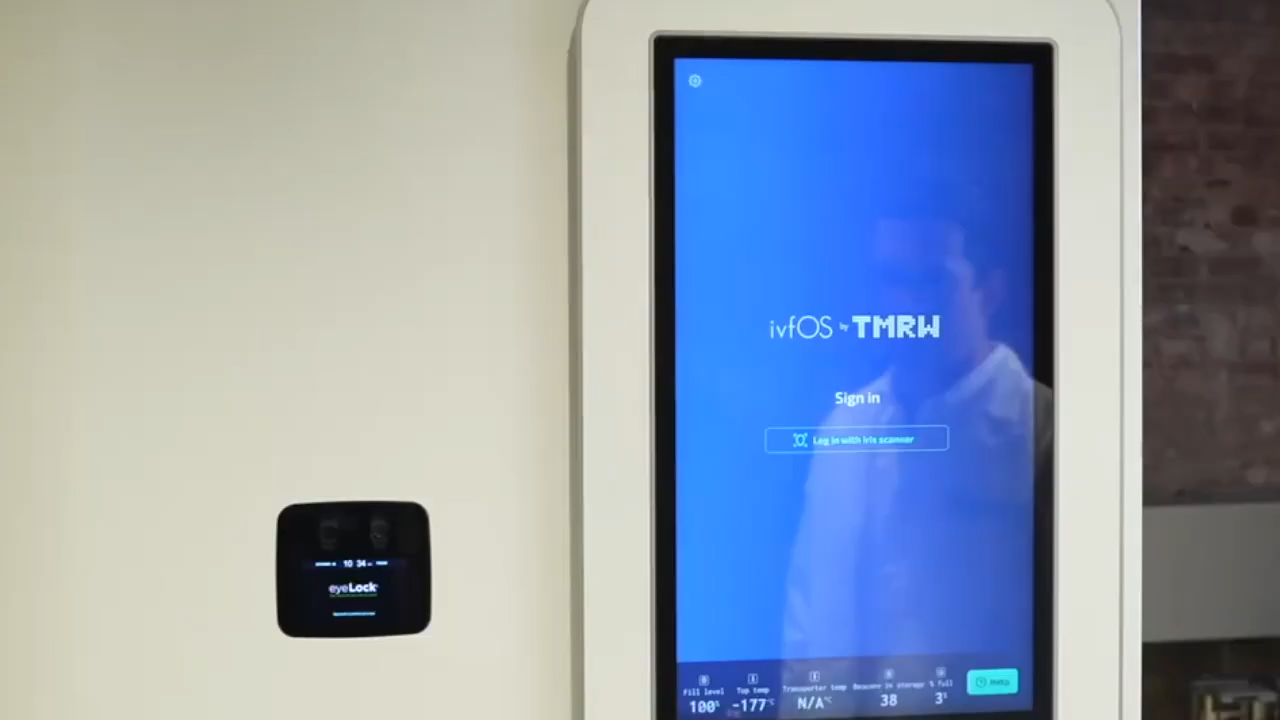 ivfOS by TMRW
Sign in
Log in with iris scanner
10 34
eyeLock
Fill level
100%
Top temp
-177°C
Transporter temp
N/A°C
Beacons in storage
38
% full
3%
Help